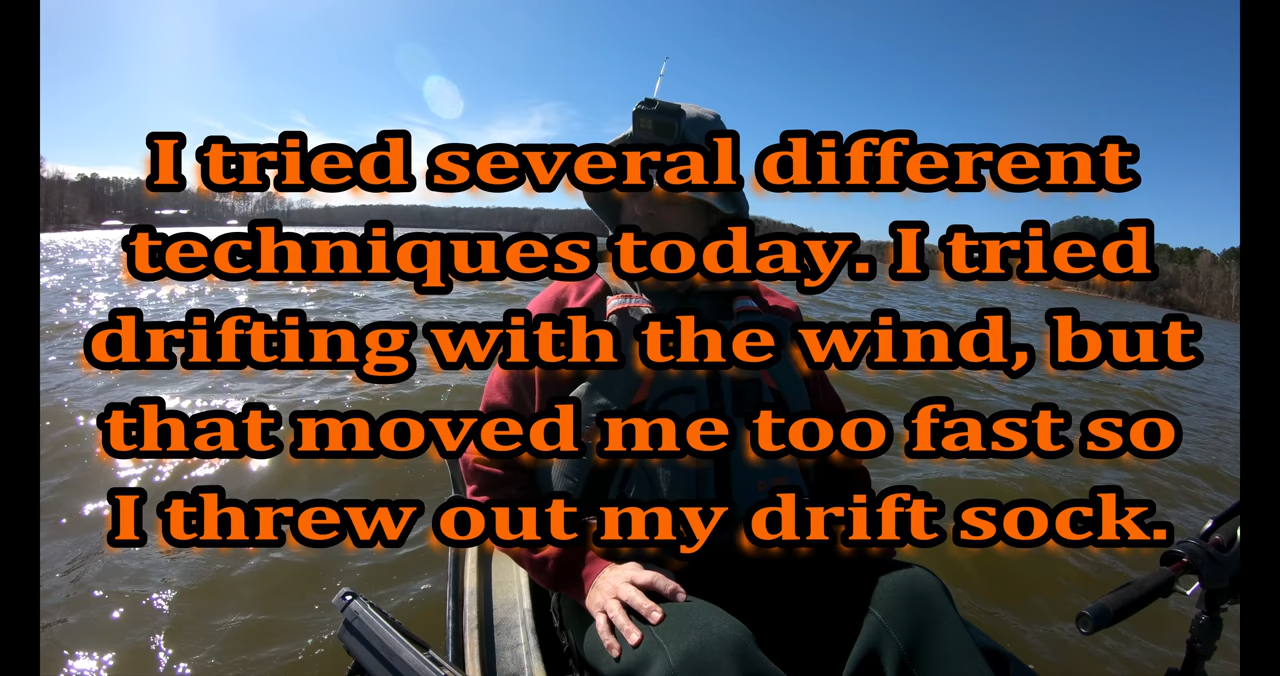 I tried several different
techniques today. I tried
drifting with the wind, but
that moved me too fast so
I threw out my drift sock.